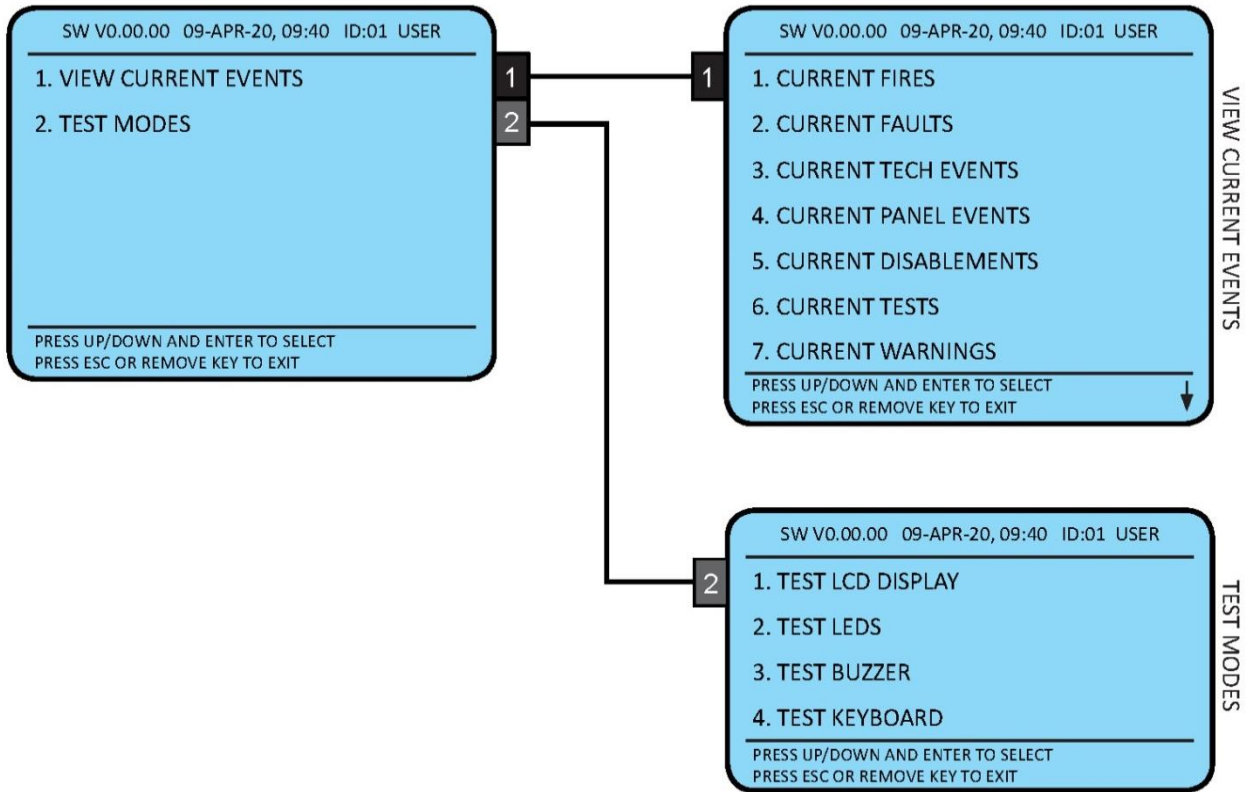 SW V0.00.00 09-APR-20, 09:40 ID:01 USER
1. VIEW CURRENT EVENTS
2. TEST MODES
PRESS UP/DOWN AND ENTER TO SELECT
PRESS ESC OR REMOVE KEY TO EXIT
1
2
1
SW V0.00.00 09-APR-20, 09:40 ID:01 USER
1. CURRENT FIRES
2. CURRENT FAULTS
3. CURRENT TECH EVENTS
4. CURRENT PANEL EVENTS
5. CURRENT DISABLEMENTS
6. CURRENT TESTS
7. CURRENT WARNINGS
PRESS UP/DOWN AND ENTER TO SELECT
PRESS ESC OR REMOVE KEY TO EXIT
VIEW CURRENT EVENTS
2
SW V0.00.00 09-APR-20, 09:40 ID:01 USER
1. TEST LCD DISPLAY
2. TEST LEDS
3. TEST BUZZER
4. TEST KEYBOARD
PRESS UP/DOWN AND ENTER TO SELECT
PRESS ESC OR REMOVE KEY TO EXIT
TEST MODES